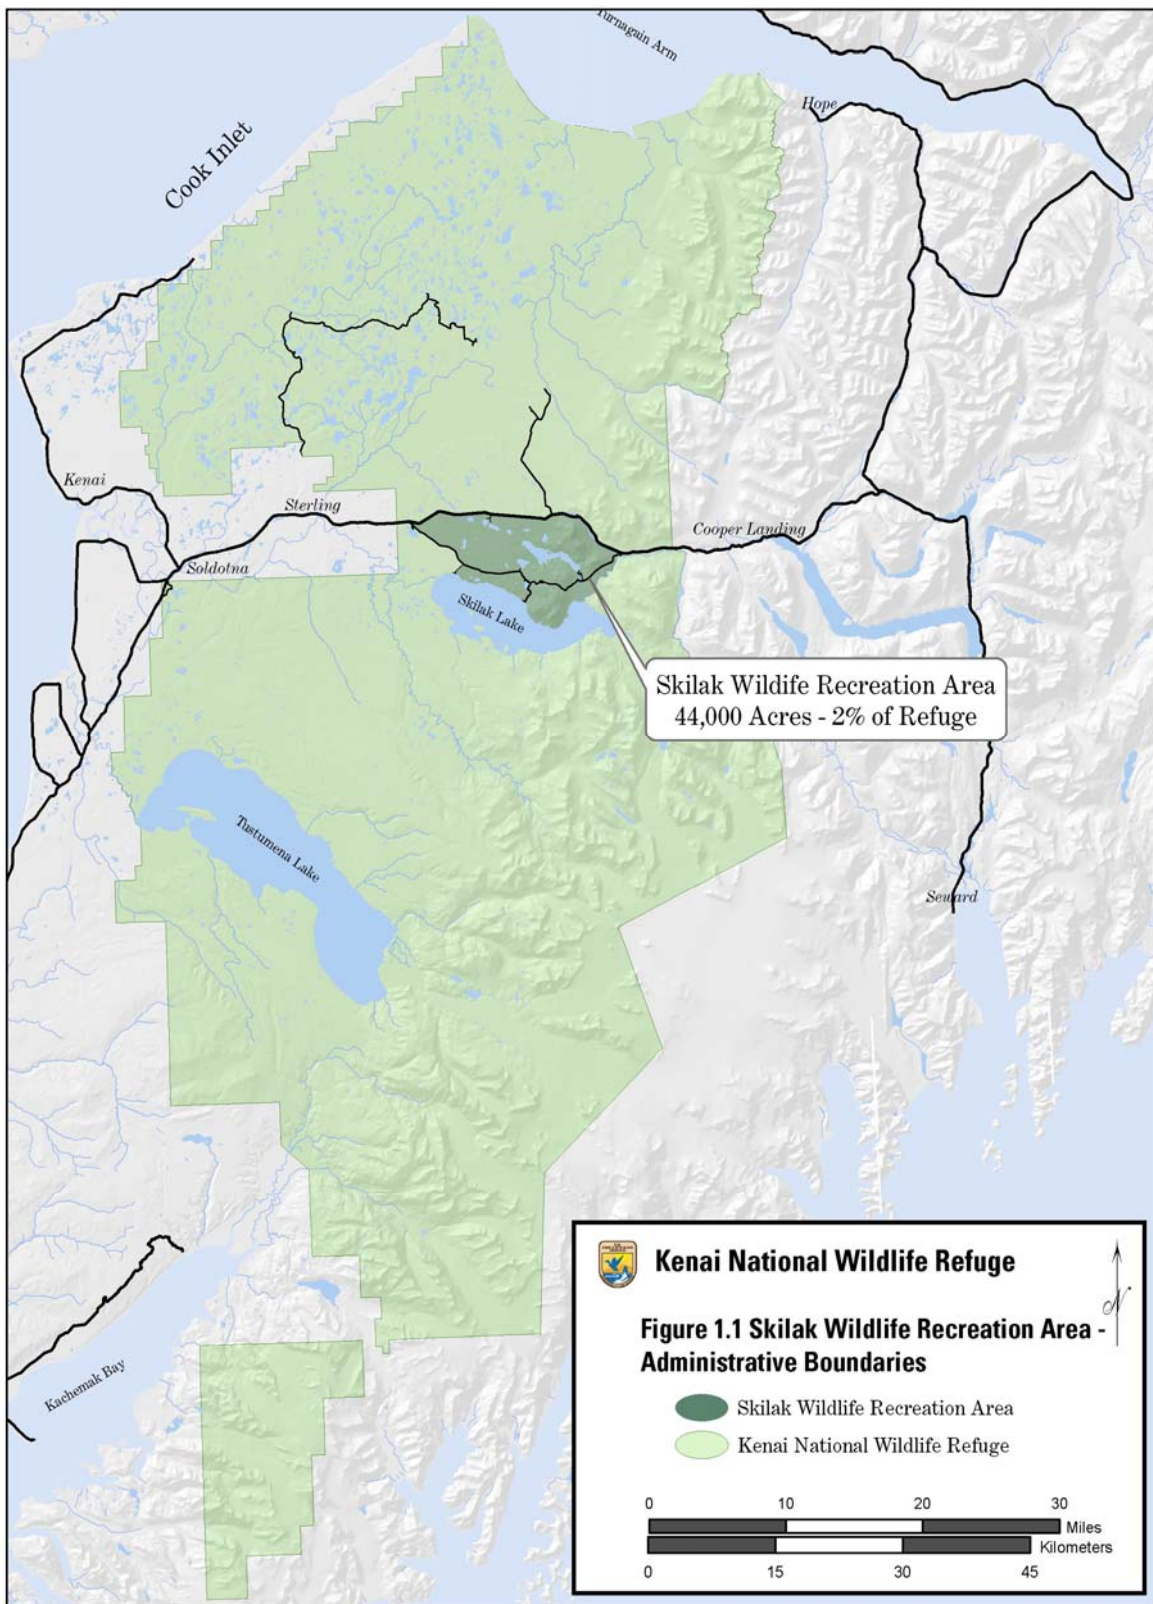 Turnagain Arm
Hope
Cook Inlet
Kenai
Sterling
Cooper Landing
Soldotna
Skilak Lake
Skilak Wildife Recreation Area
44,000 Acres - 2% of Refuge
Tustumena Lake
Seward
Kachemak Bay
Kenai National Wildlife Refuge
N
Figure 1.1 Skilak Wildlife Recreation Area -
Administrative Boundaries
Skilak Wildlife Recreation Area
Kenai National Wildlife Refuge
0 10 20 30
Miles
Kilometers
0 15 30 45